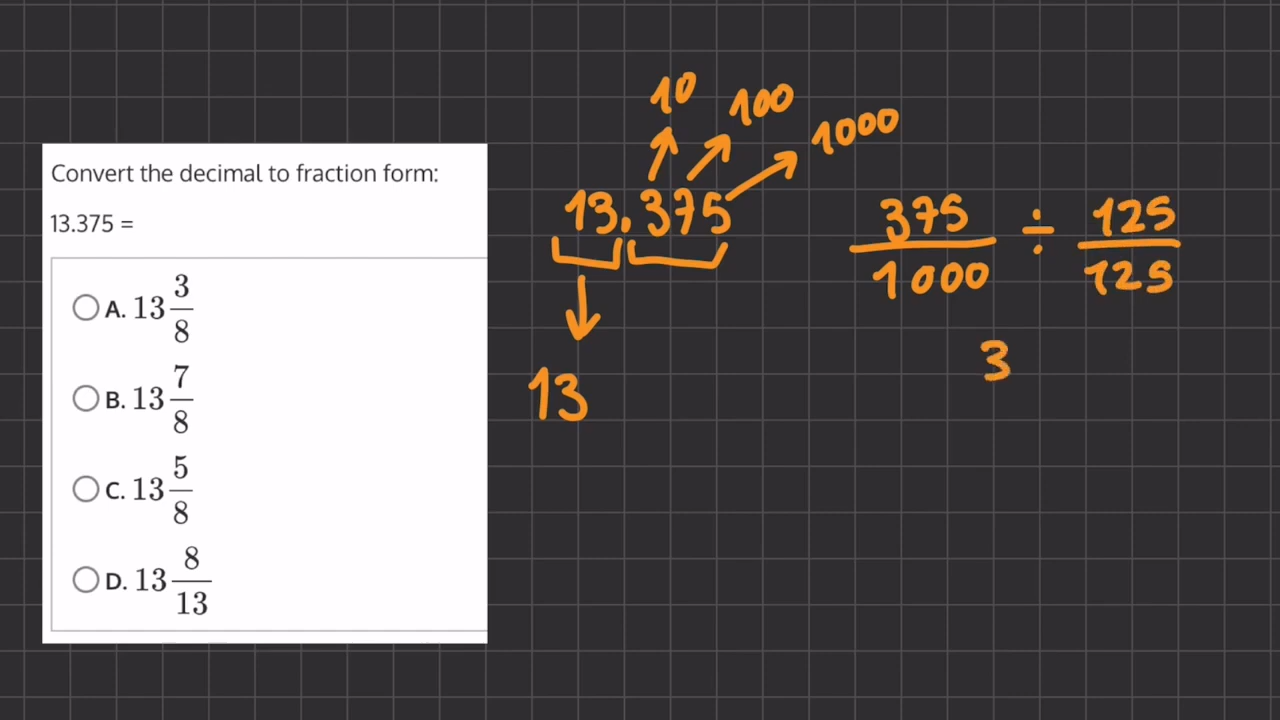 Convert the decimal to fraction form:
13.375 =
A. 13 3/8
B. 13 7/8
C. 13 5/8
D. 13 8/13
10
100
1000
13.375
13
375/1000 ÷ 125/125
3